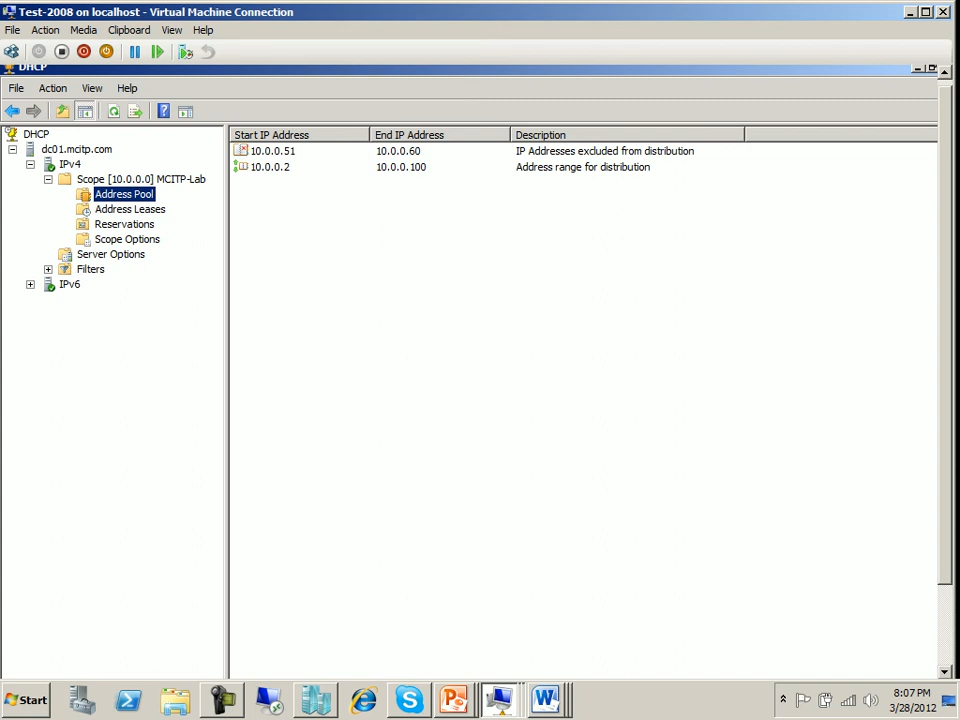 Test-2008 on localhost - Virtual Machine Connection
File Action Media Clipboard View Help
DHCP
File Action View Help
DHCP
dc01.mcitp.com
IPv4
Scope [10.0.0.0] MCITP-Lab
Address Pool
Address Leases
Reservations
Scope Options
Server Options
Filters
IPv6
Start IP Address End IP Address Description
10.0.0.51 10.0.0.60 IP Addresses excluded from distribution
10.0.0.2 10.0.0.100 Address range for distribution
Start
8:07 PM
3/28/2012